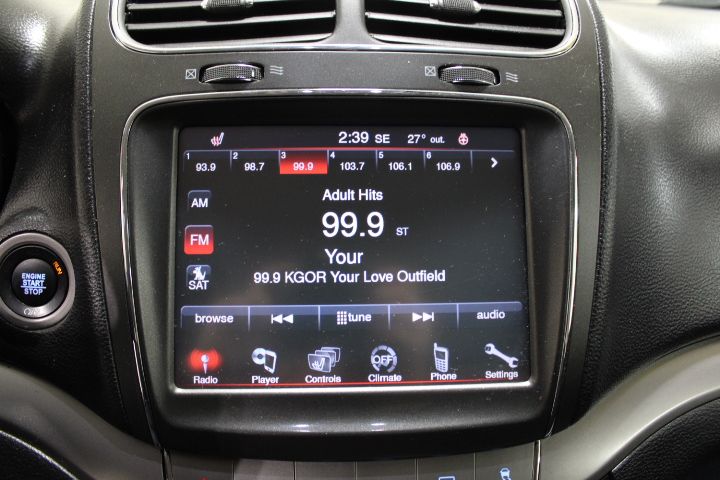 2:39 SE 27° out.
1 2 3 4 5 6
93.9 98.7 99.9 103.7 106.1 106.9 >
Adult Hits
AM
99.9 ST
FM
Your
99.9 KGOR Your Love Outfield
SAT
browse tune audio
Radio Player Controls OFF Climate Phone Settings
ENGINE
START
STOP
RUN